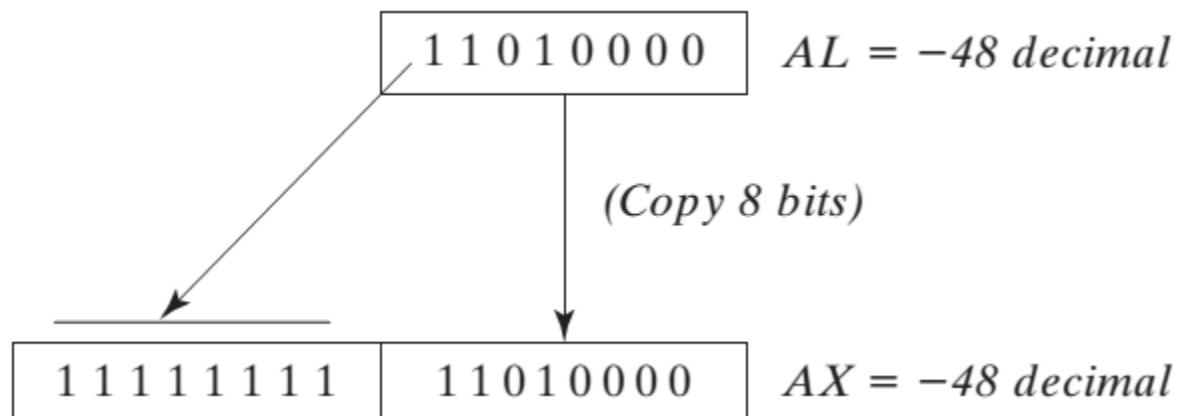 1 1 0 1 0 0 0 0 AL = −48 decimal
(Copy 8 bits)
1 1 1 1 1 1 1 1 1 1 0 1 0 0 0 0 AX = −48 decimal